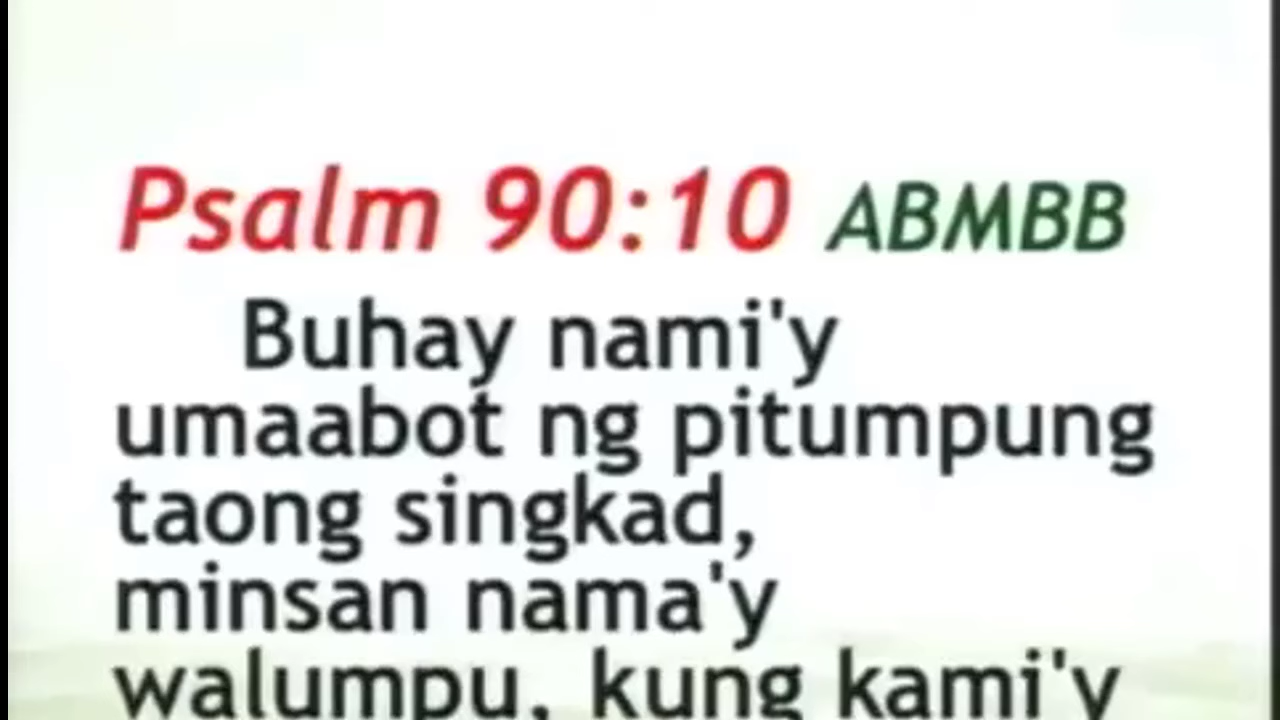 Psalm 90:10 ABMBB
Buhay nami'y
umaabot ng pitumpung
taong singkad,
minsan nama'y
walumpu, kung kami'y